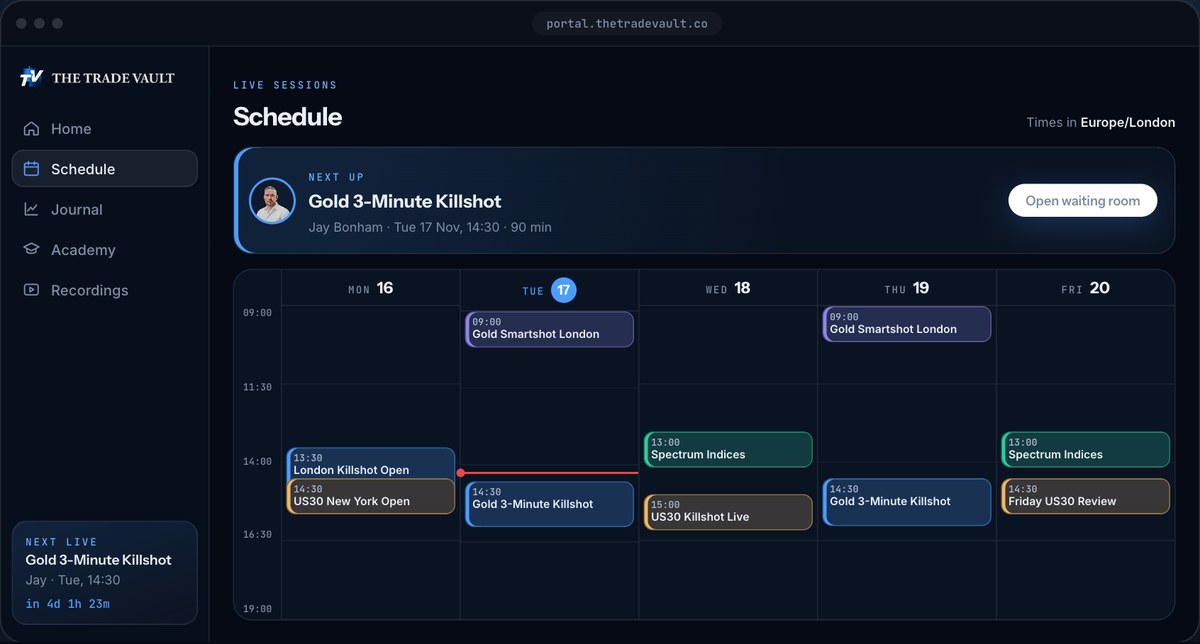 portal.thetradevault.co
TV THE TRADE VAULT
Home
Schedule
Journal
Academy
Recordings
NEXT LIVE
Gold 3-Minute Killshot
Jay · Tue, 14:30
in 4d 1h 23m
LIVE SESSIONS
Schedule
Times in Europe/London
NEXT UP
Gold 3-Minute Killshot
Jay Bonham · Tue 17 Nov, 14:30 · 90 min
Open waiting room
MON 16
TUE 17
WED 18
THU 19
FRI 20
09:00
11:30
14:00
16:30
19:00
13:30
London Killshot Open
14:30
US30 New York Open
09:00
Gold Smartshot London
14:30
Gold 3-Minute Killshot
13:00
Spectrum Indices
15:00
US30 Killshot Live
09:00
Gold Smartshot London
14:30
Gold 3-Minute Killshot
13:00
Spectrum Indices
14:30
Friday US30 Review